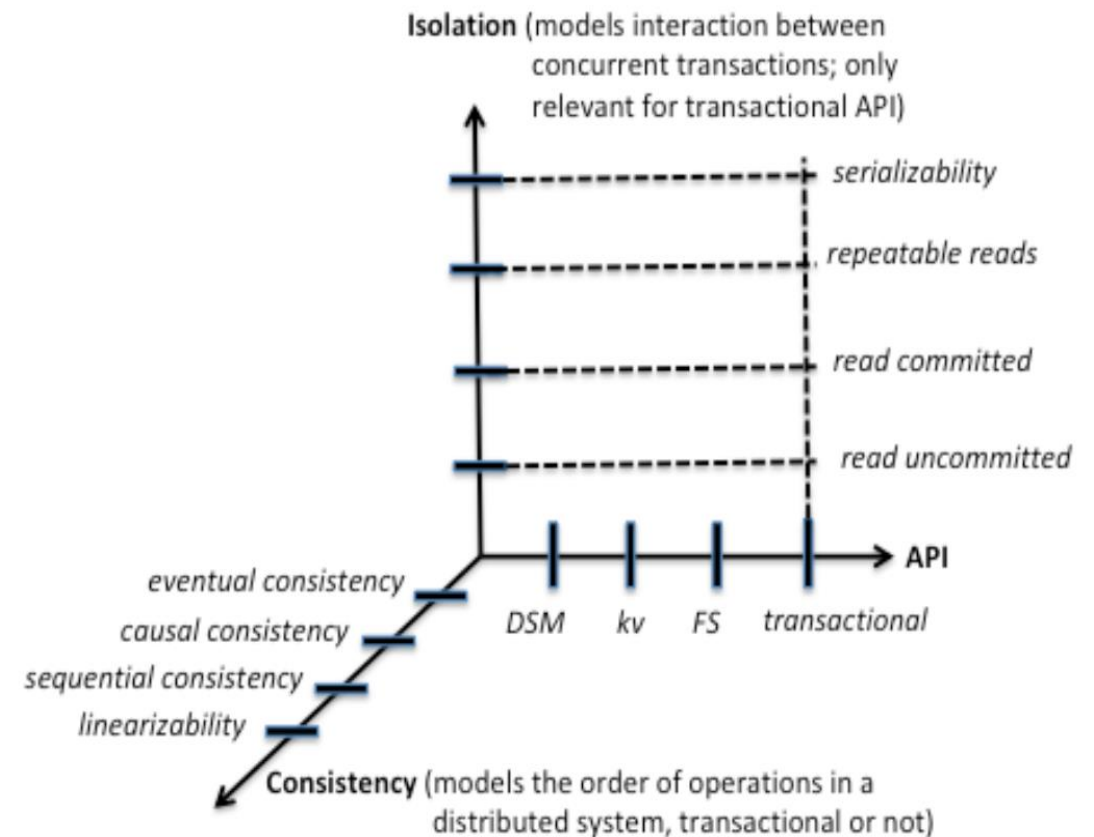 Isolation (models interaction between
concurrent transactions; only
relevant for transactional API)
serializability
repeatable reads
read committed
read uncommitted
API
DSM kv FS transactional
eventual consistency
causal consistency
sequential consistency
linearizability
Consistency (models the order of operations in a
distributed system, transactional or not)